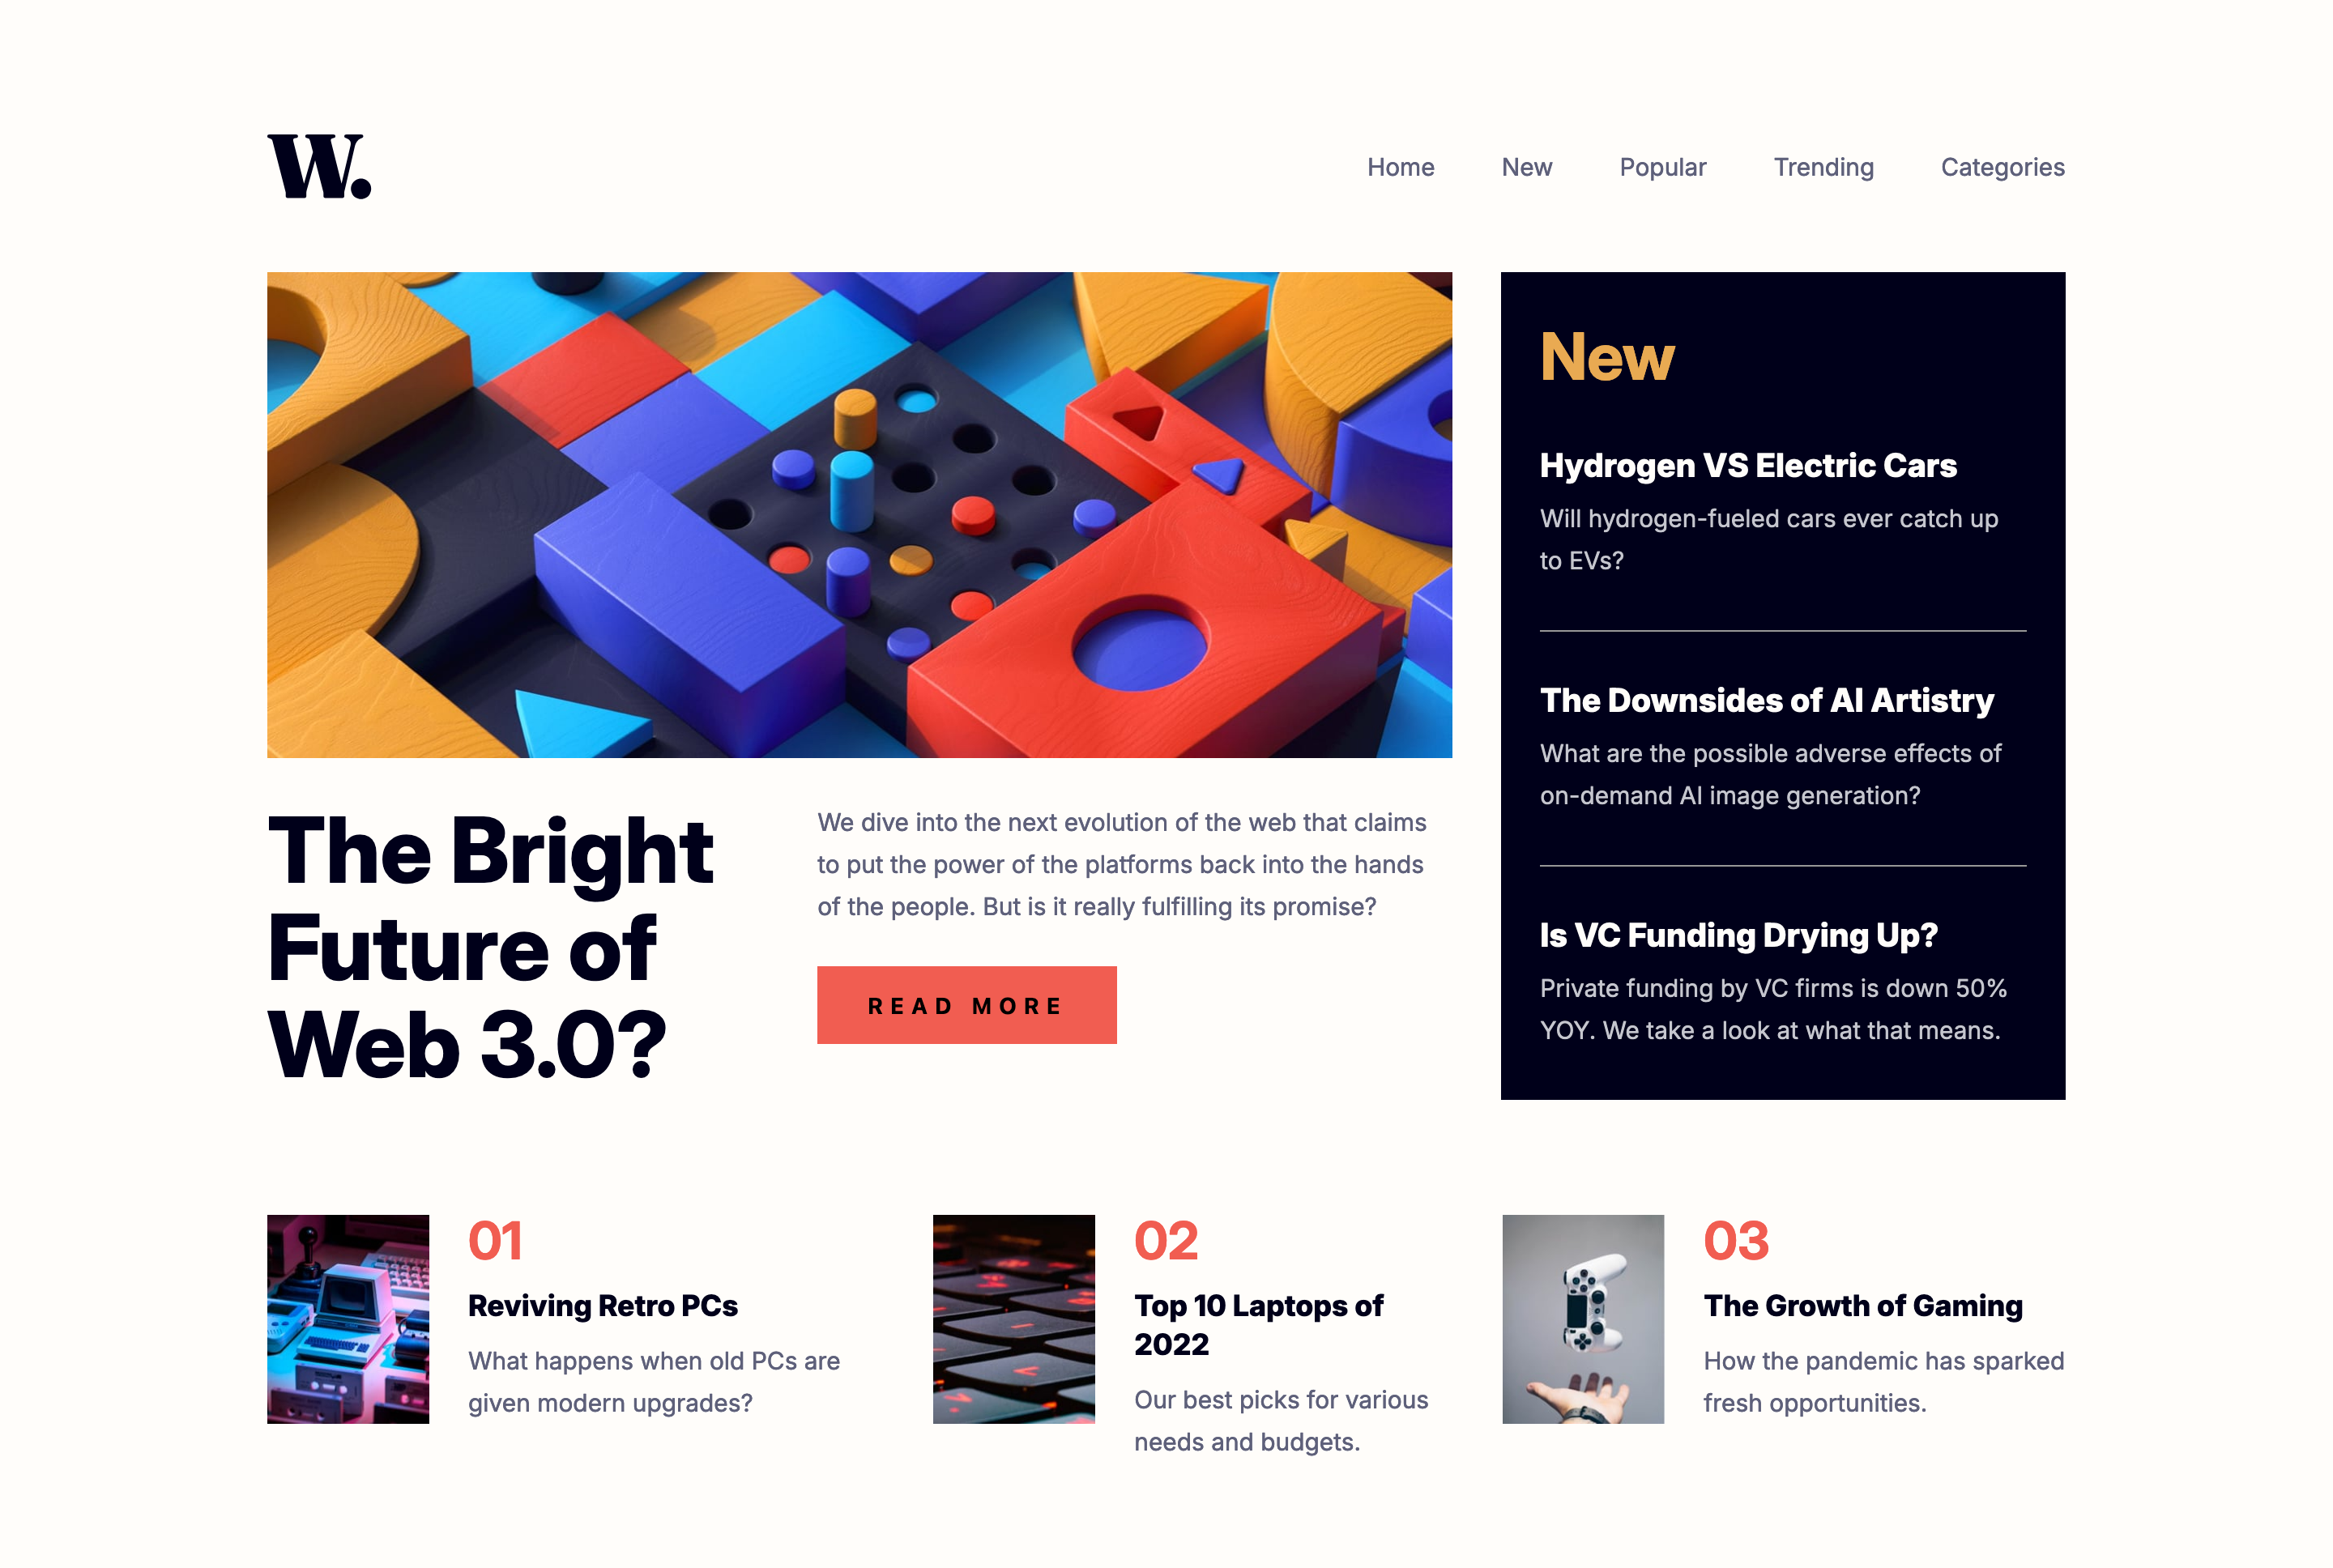 W.
Home New Popular Trending Categories
The Bright
Future of
Web 3.0?
We dive into the next evolution of the web that claims
to put the power of the platforms back into the hands
of the people. But is it really fulfilling its promise?
READ MORE
New
Hydrogen VS Electric Cars
Will hydrogen-fueled cars ever catch up
to EVs?
The Downsides of AI Artistry
What are the possible adverse effects of
on-demand AI image generation?
Is VC Funding Drying Up?
Private funding by VC firms is down 50%
YOY. We take a look at what that means.
01
Reviving Retro PCs
What happens when old PCs are
given modern upgrades?
02
Top 10 Laptops of
2022
Our best picks for various
needs and budgets.
03
The Growth of Gaming
How the pandemic has sparked
fresh opportunities.